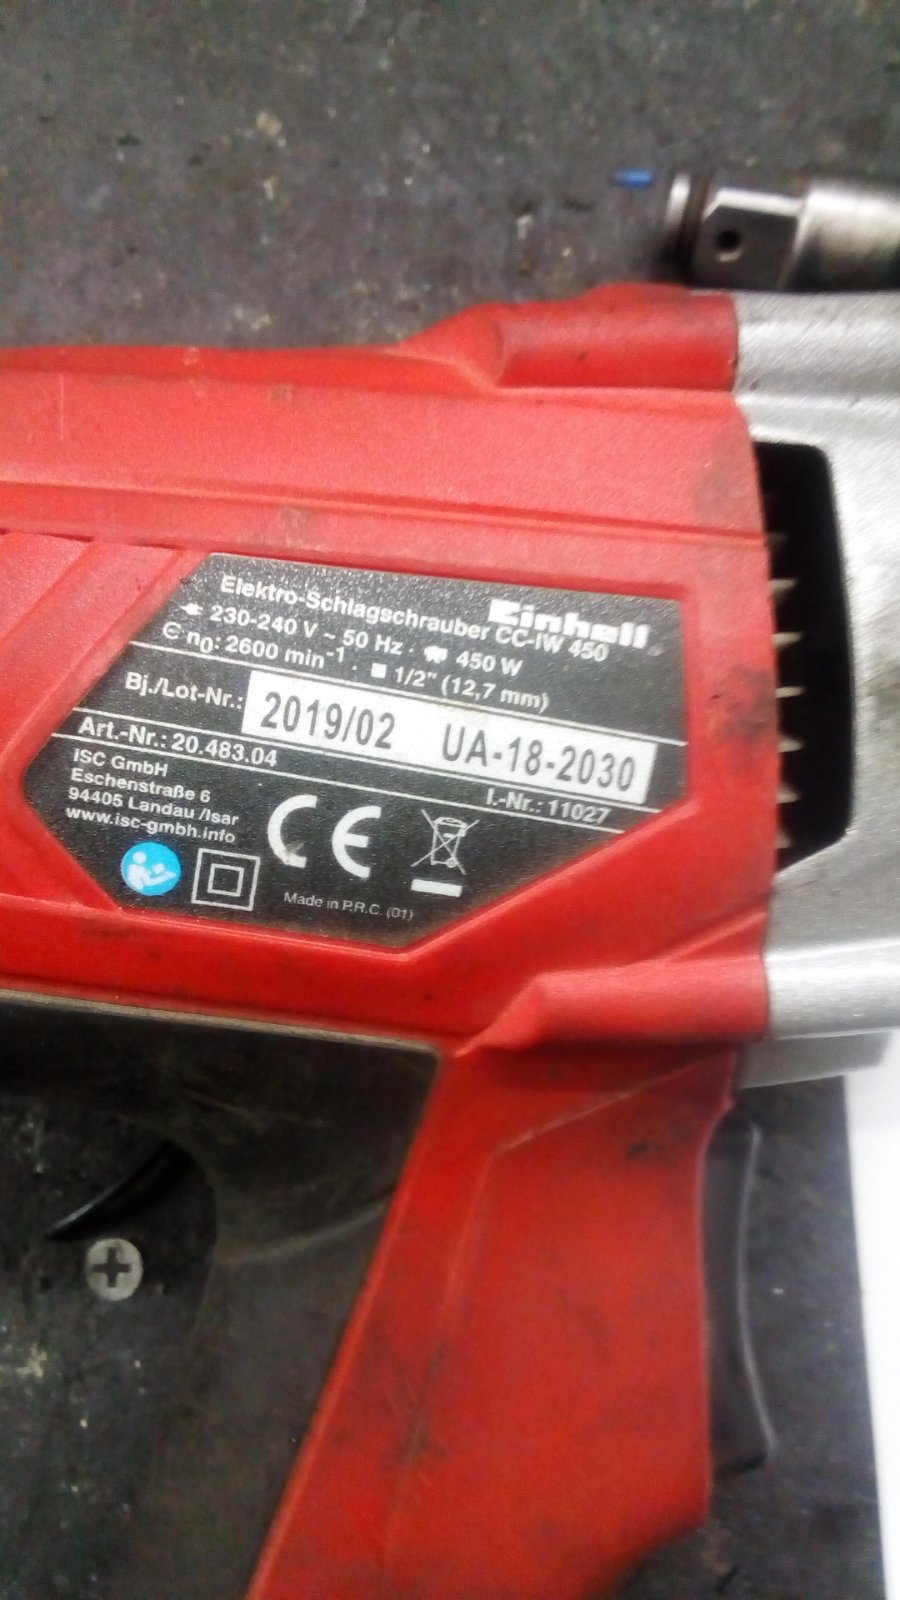 Einhell
Elektro-Schlagschrauber CC-IW 450
230-240 V ~ 50 Hz · 450 W
n0: 2600 min-1 · ■ 1/2" (12,7 mm)
Bj./Lot-Nr.: 2019/02 UA-18-2030
Art.-Nr.: 20.483.04 I.-Nr.: 11027
ISC GmbH
Eschenstraße 6
94405 Landau /Isar
www.isc-gmbh.info
CE
Made in P.R.C. (01)